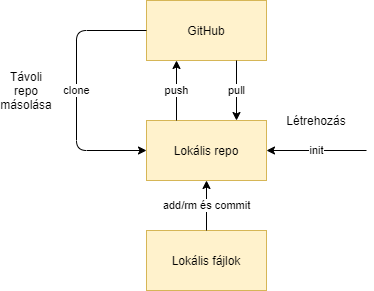 GitHub
Távoli
repo
másolása
clone
push
pull
Létrehozás
Lokális repo
init
add/rm és commit
Lokális fájlok